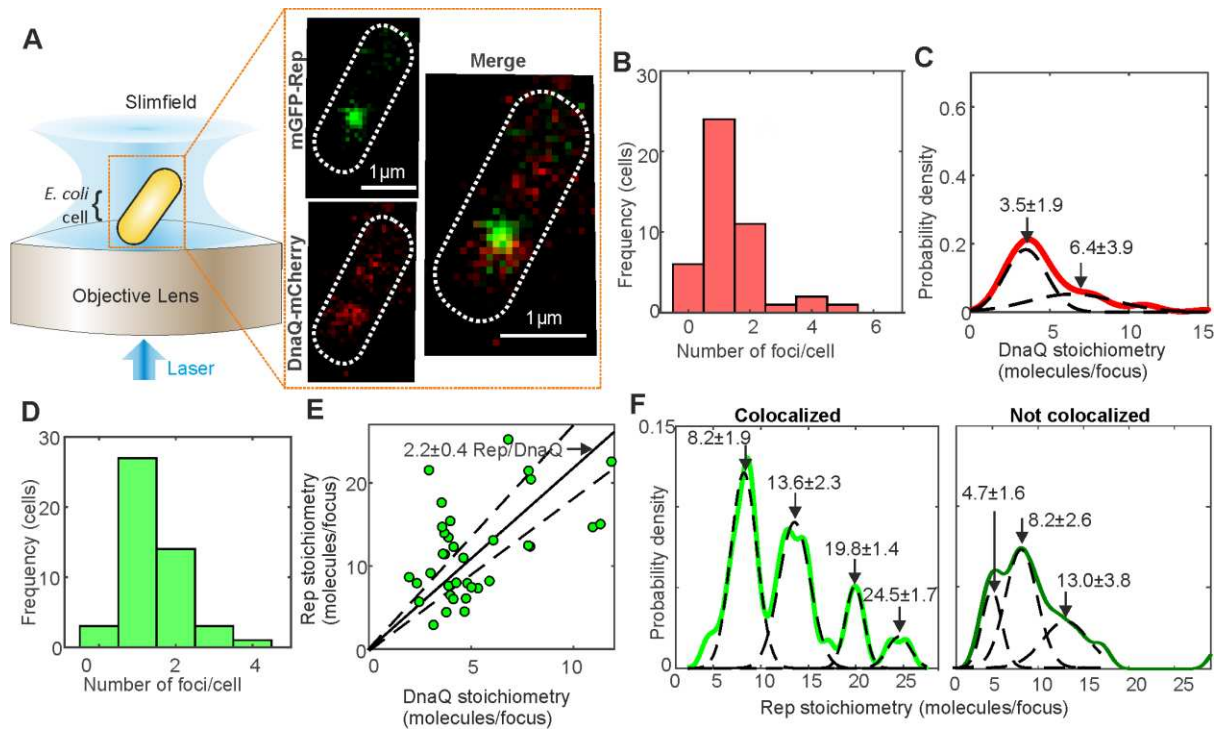 A
Slimfield
E. coli
cell
Objective Lens
Laser
mGFP-Rep
1µm
DnaQ-mCherry
Merge
1µm
B
Frequency (cells)
30
20
10
0
0 2 4 6
Number of foci/cell
C
Probability density
0.6
0.4
0.2
0
3.5±1.9
6.4±3.9
0 5 10 15
DnaQ stoichiometry
(molecules/focus)
D
Frequency (cells)
30
20
10
0
0 2 4
Number of foci/cell
E
Rep stoichiometry
(molecules/focus)
20
10
0
2.2±0.4 Rep/DnaQ
0 5 10
DnaQ stoichiometry
(molecules/focus)
F
Colocalized
Not colocalized
Probability density
0.15
0
8.2±1.9
13.6±2.3
19.8±1.4
24.5±1.7
4.7±1.6
8.2±2.6
13.0±3.8
0 5 10 15 20 25
0 5 10 15 20 25
Rep stoichiometry (molecules/focus)